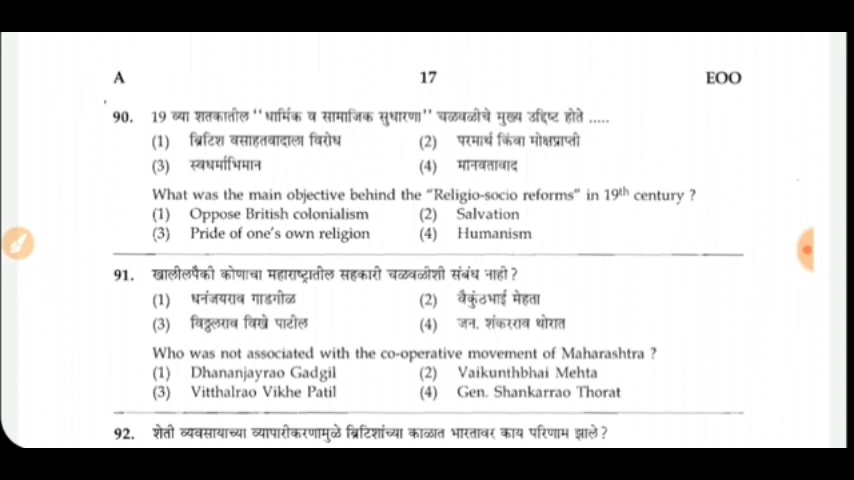 A 17 EOO
90. 19 व्या शतकातील "धार्मिक व सामाजिक सुधारणा" चळवळीचे मुख्य उद्दिष्ट होते .....
(1) ब्रिटिश वसाहतवादाला विरोध (2) परमार्थ किंवा मोक्षप्राप्ती
(3) स्वधर्माभिमान (4) मानवतावाद
What was the main objective behind the "Religio-socio reforms" in 19th century ?
(1) Oppose British colonialism (2) Salvation
(3) Pride of one's own religion (4) Humanism
91. खालीलपैकी कोणाचा महाराष्ट्रातील सहकारी चळवळीशी संबंध नाही ?
(1) धनंजयराव गाडगीळ (2) वैकुंठभाई मेहता
(3) विठ्ठलराव विखे पाटील (4) जन. शंकरराव थोरात
Who was not associated with the co-operative movement of Maharashtra ?
(1) Dhananjayrao Gadgil (2) Vaikunthbhai Mehta
(3) Vitthalrao Vikhe Patil (4) Gen. Shankarrao Thorat
92. शेती व्यवसायाच्या व्यापारीकरणामुळे ब्रिटिशांच्या काळात भारतावर काय परिणाम झाले ?